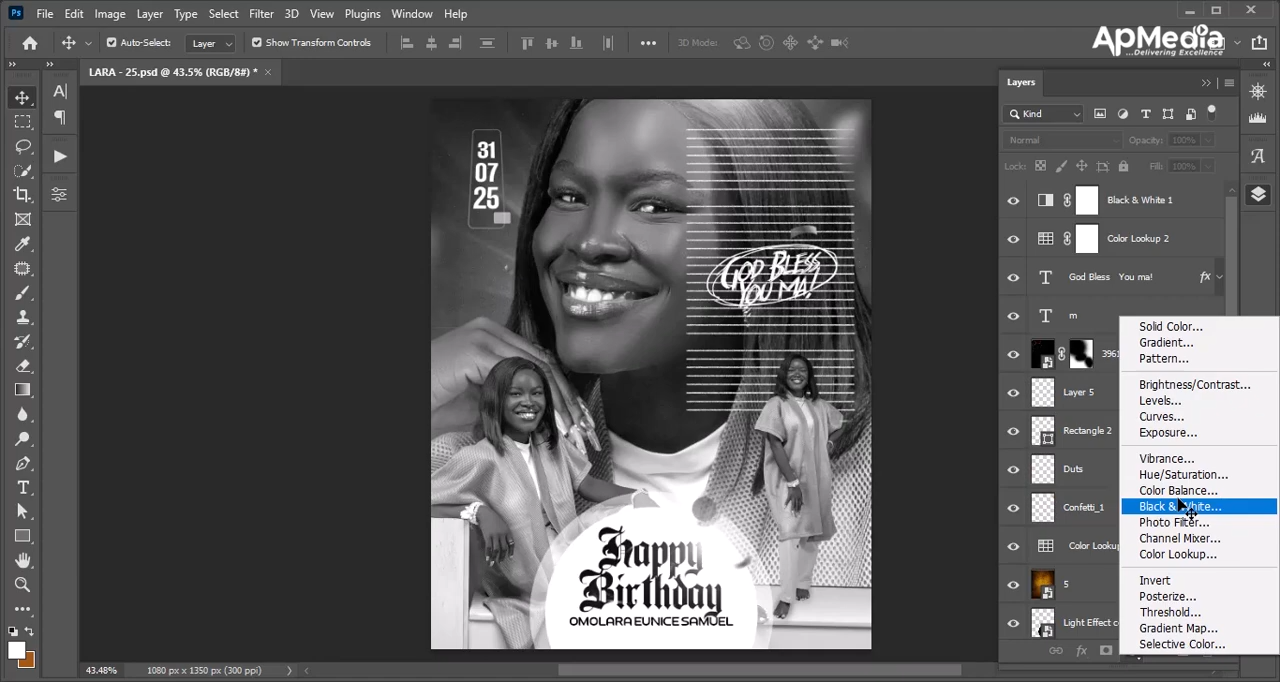 Ps File Edit Image Layer Type Select Filter 3D View Plugins Window Help
Auto-Select: Layer Show Transform Controls 3D Mode:
ApMedia
...Delivering Excellence
LARA - 25.psd @ 43.5% (RGB/8#) *
Layers
Kind
Normal Opacity: 100%
Lock: Fill: 100%
Black & White 1
Color Lookup 2
God Bless You ma! fx
m
3961
Layer 5
Rectangle 2
Duts
Confetti_1
Color Looku
5
Light Effect c
fx
Solid Color...
Gradient...
Pattern...
Brightness/Contrast...
Levels...
Curves...
Exposure...
Vibrance...
Hue/Saturation...
Color Balance...
Black & White...
Photo Filter...
Channel Mixer...
Color Lookup...
Invert
Posterize...
Threshold...
Gradient Map...
Selective Color...
31
07
25
GOD BLESS
YOU MA!
Happy
Birthday
OMOLARA EUNICE SAMUEL
43.48% 1080 px x 1350 px (300 ppi)